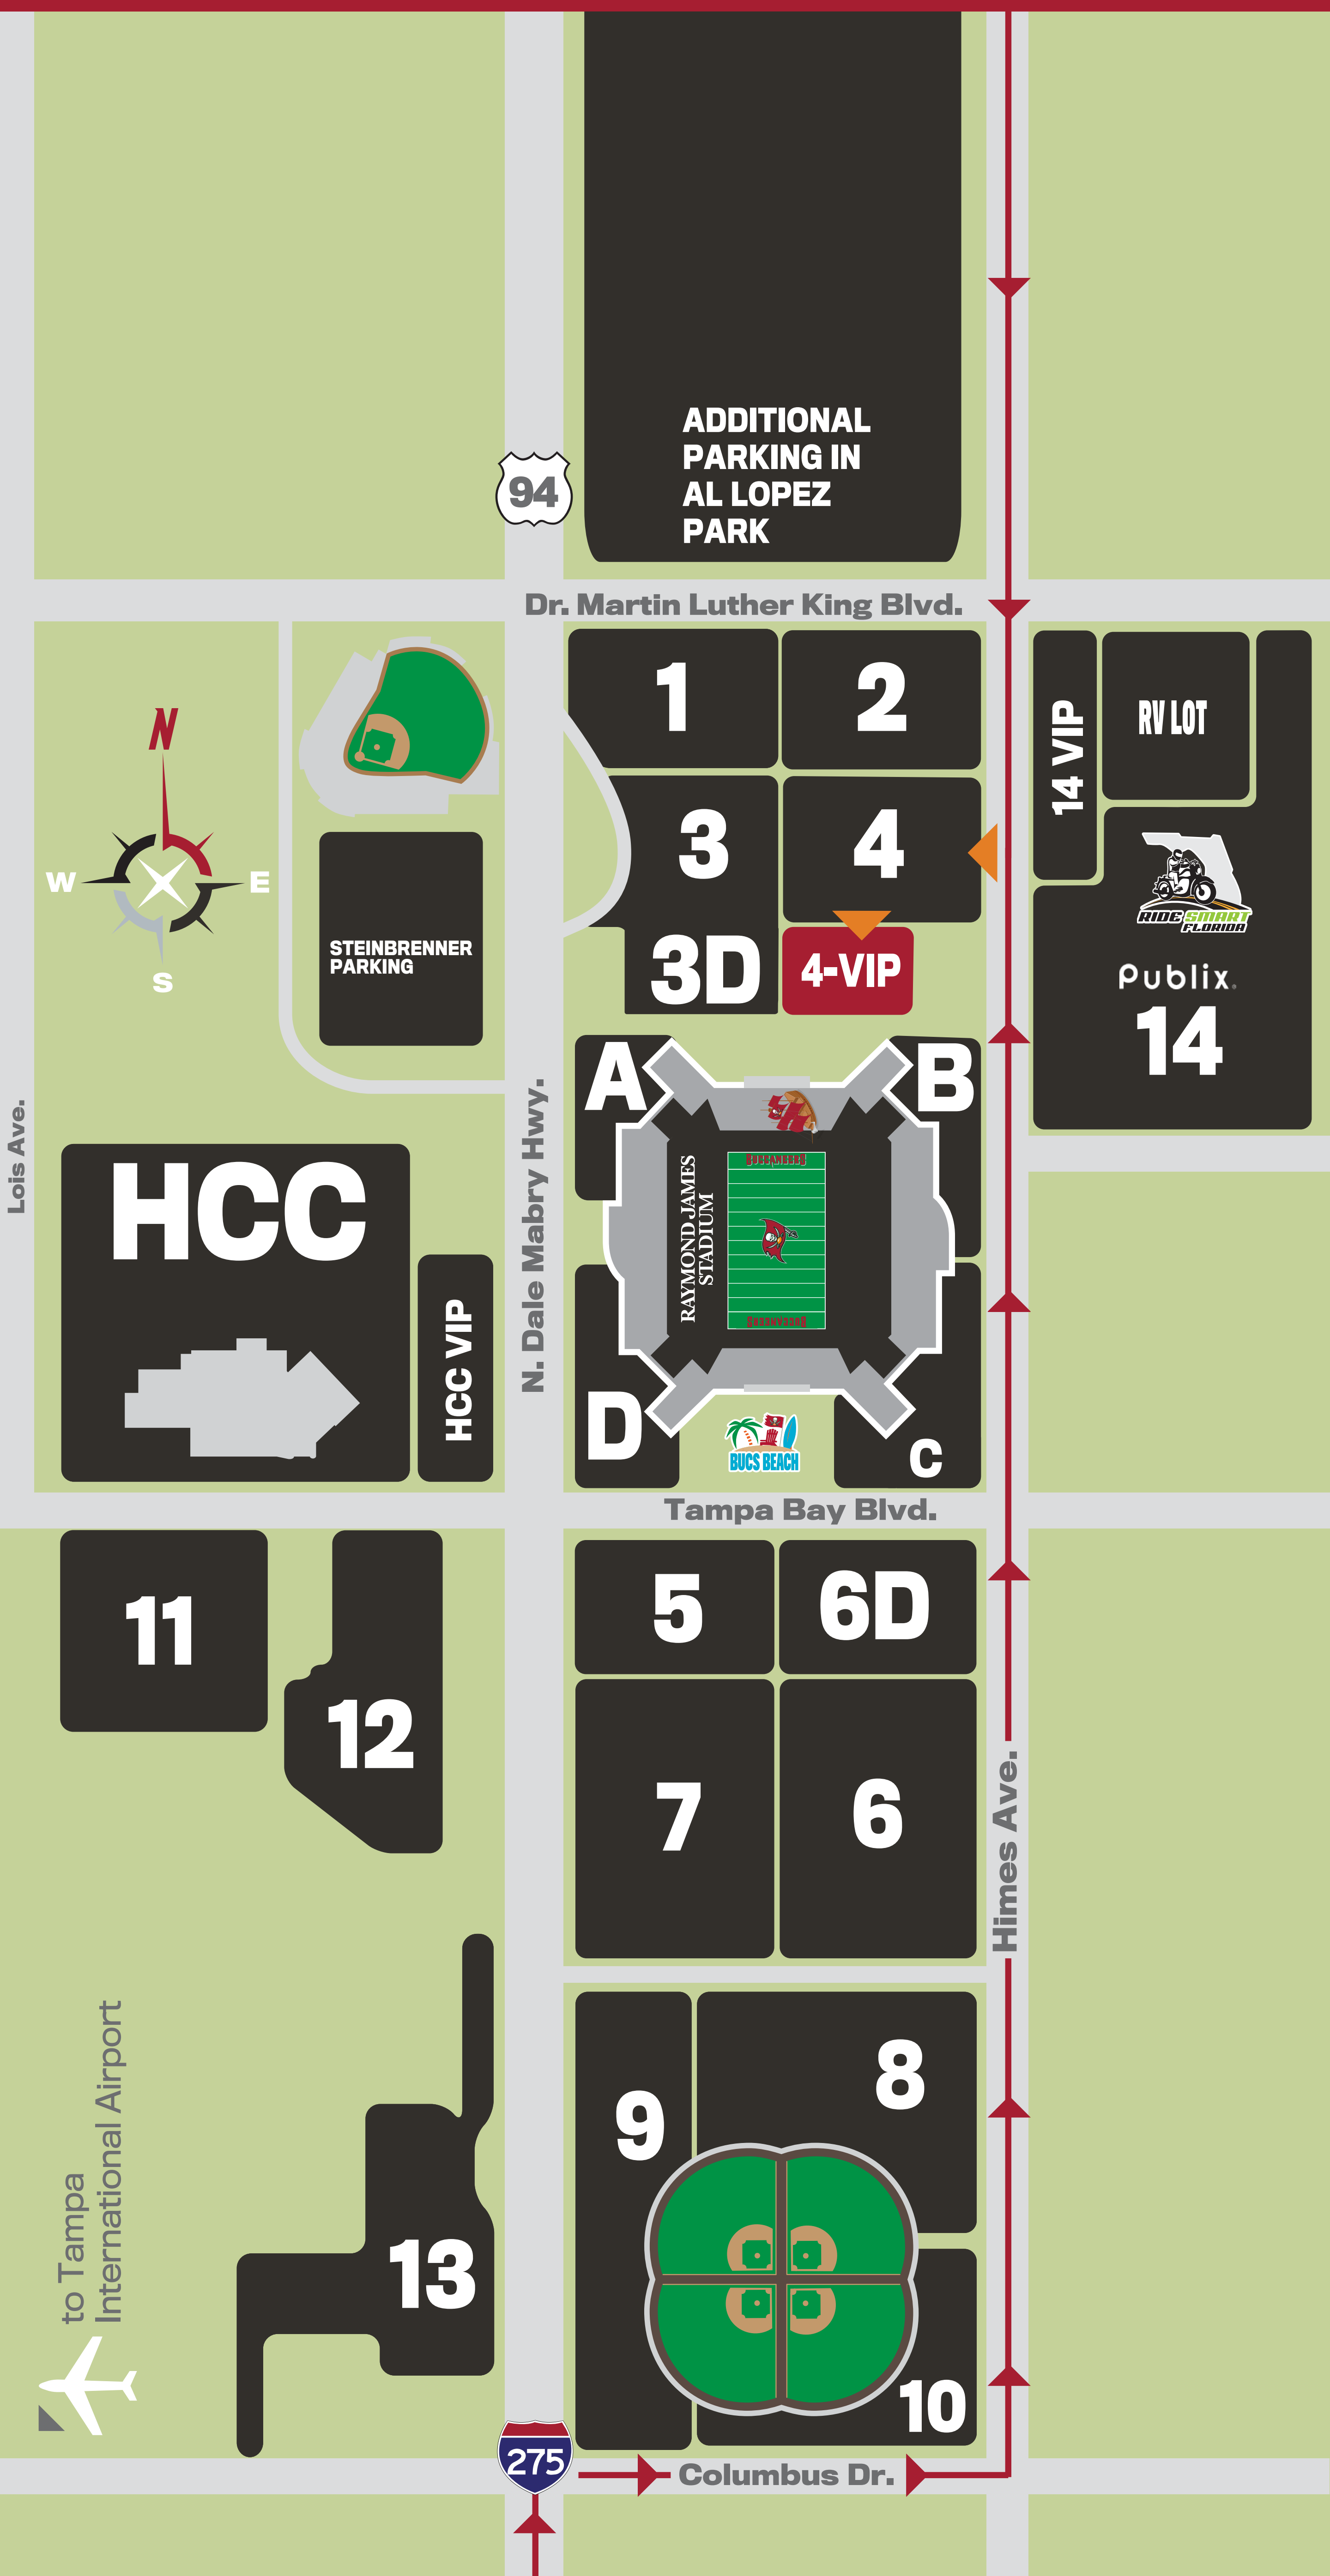 ADDITIONAL
PARKING IN
AL LOPEZ
PARK
94
Dr. Martin Luther King Blvd.
1
2
14 VIP
RV LOT
N
W
E
S
3
4
RIDE SMART
FLORIDA
STEINBRENNER
PARKING
3D
4-VIP
Publix
14
A
B
Lois Ave.
HCC
HCC VIP
N. Dale Mabry Hwy.
BUCCANEERS
RAYMOND JAMES
STADIUM
BUCCANEERS
D
BUCS BEACH
C
Tampa Bay Blvd.
11
12
5
6D
7
6
Himes Ave.
to Tampa
International Airport
9
8
13
10
275
Columbus Dr.